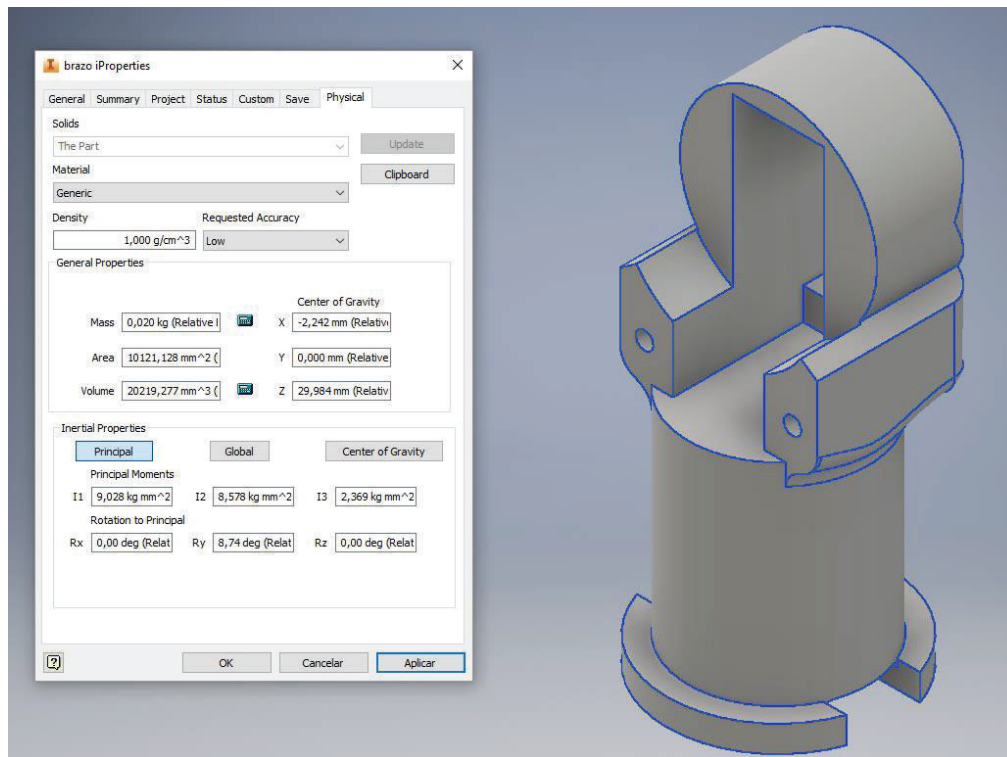 brazo iProperties
General Summary Project Status Custom Save Physical
Solids
The Part
Update
Material
Clipboard
Generic
Density Requested Accuracy
1,000 g/cm^3 Low
General Properties
Center of Gravity
Mass 0,020 kg (Relative I X -2,242 mm (Relativ
Area 10121,128 mm^2 ( Y 0,000 mm (Relative
Volume 20219,277 mm^3 ( Z 29,984 mm (Relativ
Inertial Properties
Principal Global Center of Gravity
Principal Moments
I1 9,028 kg mm^2 I2 8,578 kg mm^2 I3 2,369 kg mm^2
Rotation to Principal
Rx 0,00 deg (Relat Ry 8,74 deg (Relat Rz 0,00 deg (Relat
OK Cancelar Aplicar